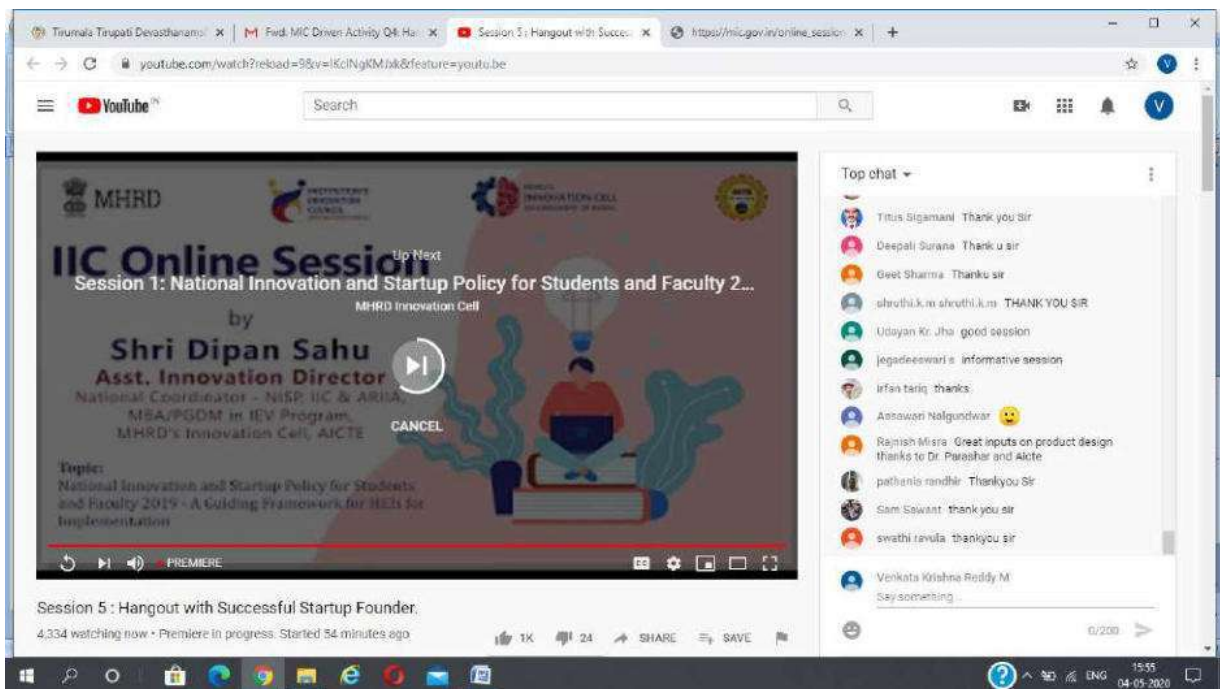 Tirumala Tirupati Devasthanams
Fwd: MIC Driven Activity Q4: Ha
Session 5 : Hangout with Succes
https://mic.gov.in/online_session
youtube.com/watch?reload=9&v=
&feature=youtu.be
YouTube IN
Search
MHRD
INSTITUTION'S INNOVATION COUNCIL
MHRD'S INNOVATION CELL
IIC Online Session
Up Next
Session 1: National Innovation and Startup Policy for Students and Faculty 2...
MHRD Innovation Cell
by
Shri Dipan Sahu
Asst. Innovation Director
National Coordinator - NISP, IIC & ARIIA,
MBA/PGDM in IEV Program,
MHRD's Innovation Cell, AICTE
CANCEL
Topic:
National Innovation and Startup Policy for Students
and Faculty 2019 - A Guiding Framework for HEIs for
Implementation
PREMIERE
Session 5 : Hangout with Successful Startup Founder.
4,334 watching now • Premiere in progress. Started 54 minutes ago
1K
24
SHARE
SAVE
Top chat
Titus Sigamani Thank you Sir
Deepali Surana Thank u sir
Geet Sharma Thanku sir
shruthi.k.m shruthi.k.m THANK YOU SIR
Udayan Kr. Jha good session
jegadeeswari s informative session
irfan tariq thanks
Aasawari Nalgundwar 🙂
Rajnish Misra Great inputs on product design
thanks to Dr. Parashar and Aicte
pathania randhir Thankyou Sir
Sam Sawant thank you sir
swathi ravula thankyou sir
Venkata Krishna Reddy M
Say something...
0/200
V
ENG
15:55
04-05-2020